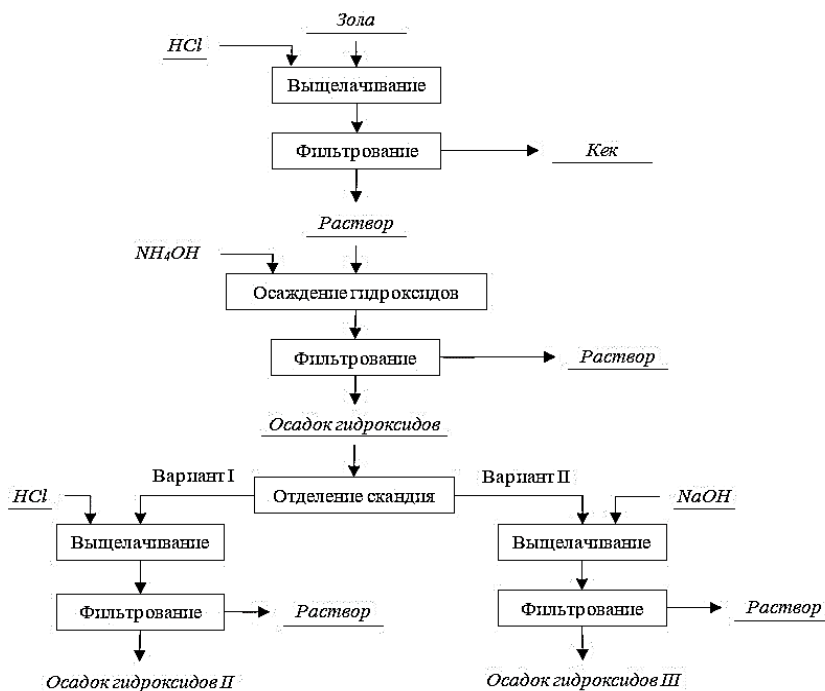 Зола
HCl
Выщелачивание
Фильтрование
Кек
Раствор
NH₄OH
Осаждение гидроксидов
Фильтрование
Раствор
Осадок гидроксидов
Вариант I
Вариант II
HCl
Отделение скандия
NaOH
Выщелачивание
Выщелачивание
Фильтрование
Раствор
Фильтрование
Раствор
Осадок гидроксидов II
Осадок гидроксидов III